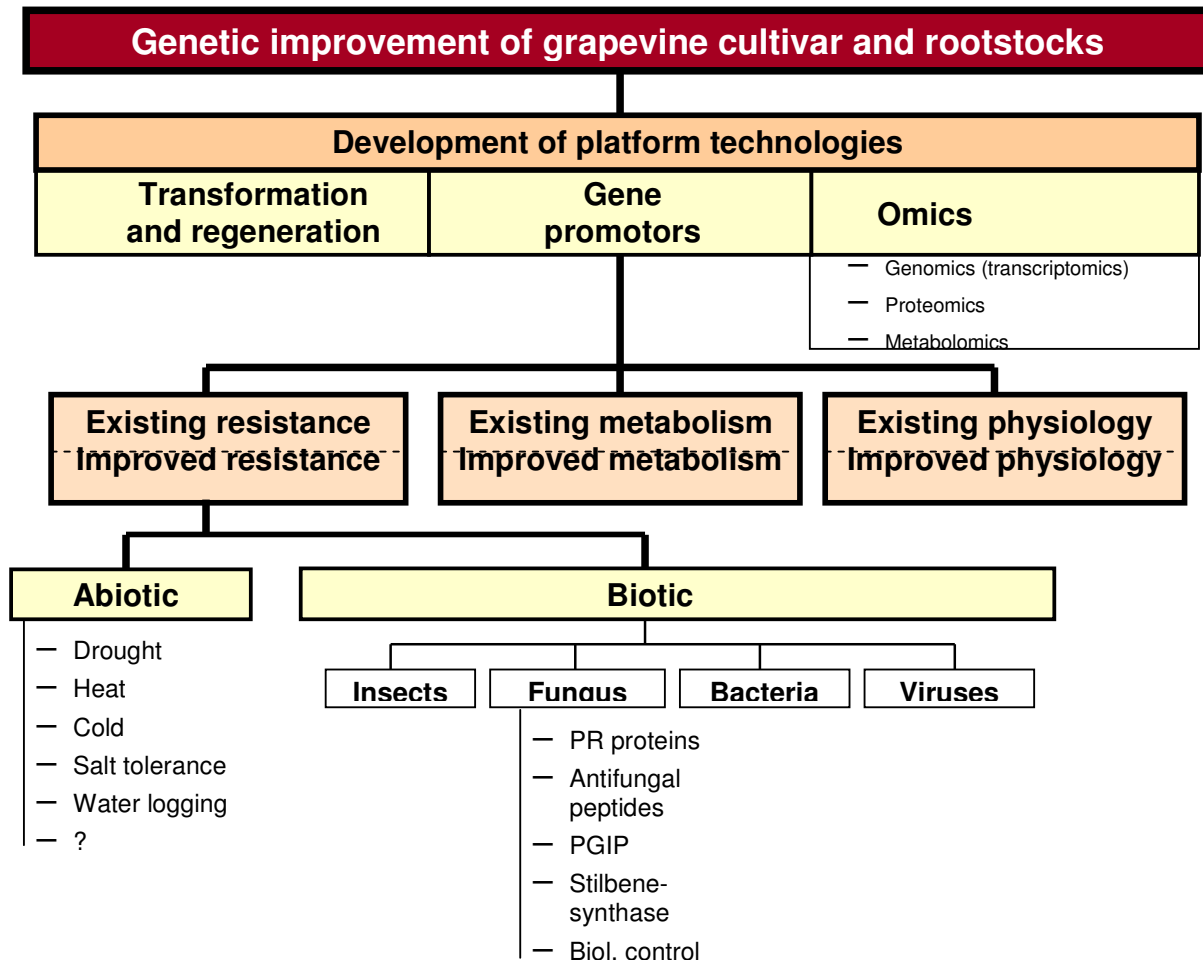 Genetic improvement of grapevine cultivar and rootstocks
Development of platform technologies
Transformation
and regeneration
Gene
promotors
Omics
— Genomics (transcriptomics)
— Proteomics
— Metabolomics
Existing resistance
Improved resistance
Existing metabolism
Improved metabolism
Existing physiology
Improved physiology
Abiotic
— Drought
— Heat
— Cold
— Salt tolerance
— Water logging
— ?
Biotic
Insects
Fungus
Bacteria
Viruses
— PR proteins
— Antifungal
peptides
— PGIP
— Stilbene-
synthase
— Biol. control